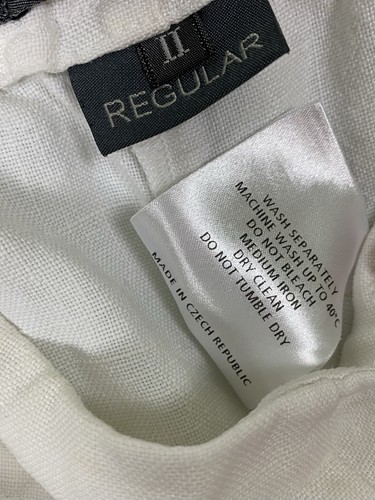 II
REGULAR
WASH SEPARATELY
MACHINE WASH UP TO 40°C
DO NOT BLEACH
MEDIUM IRON
DRY CLEAN
DO NOT TUMBLE DRY
MADE IN CZECH REPUBLIC